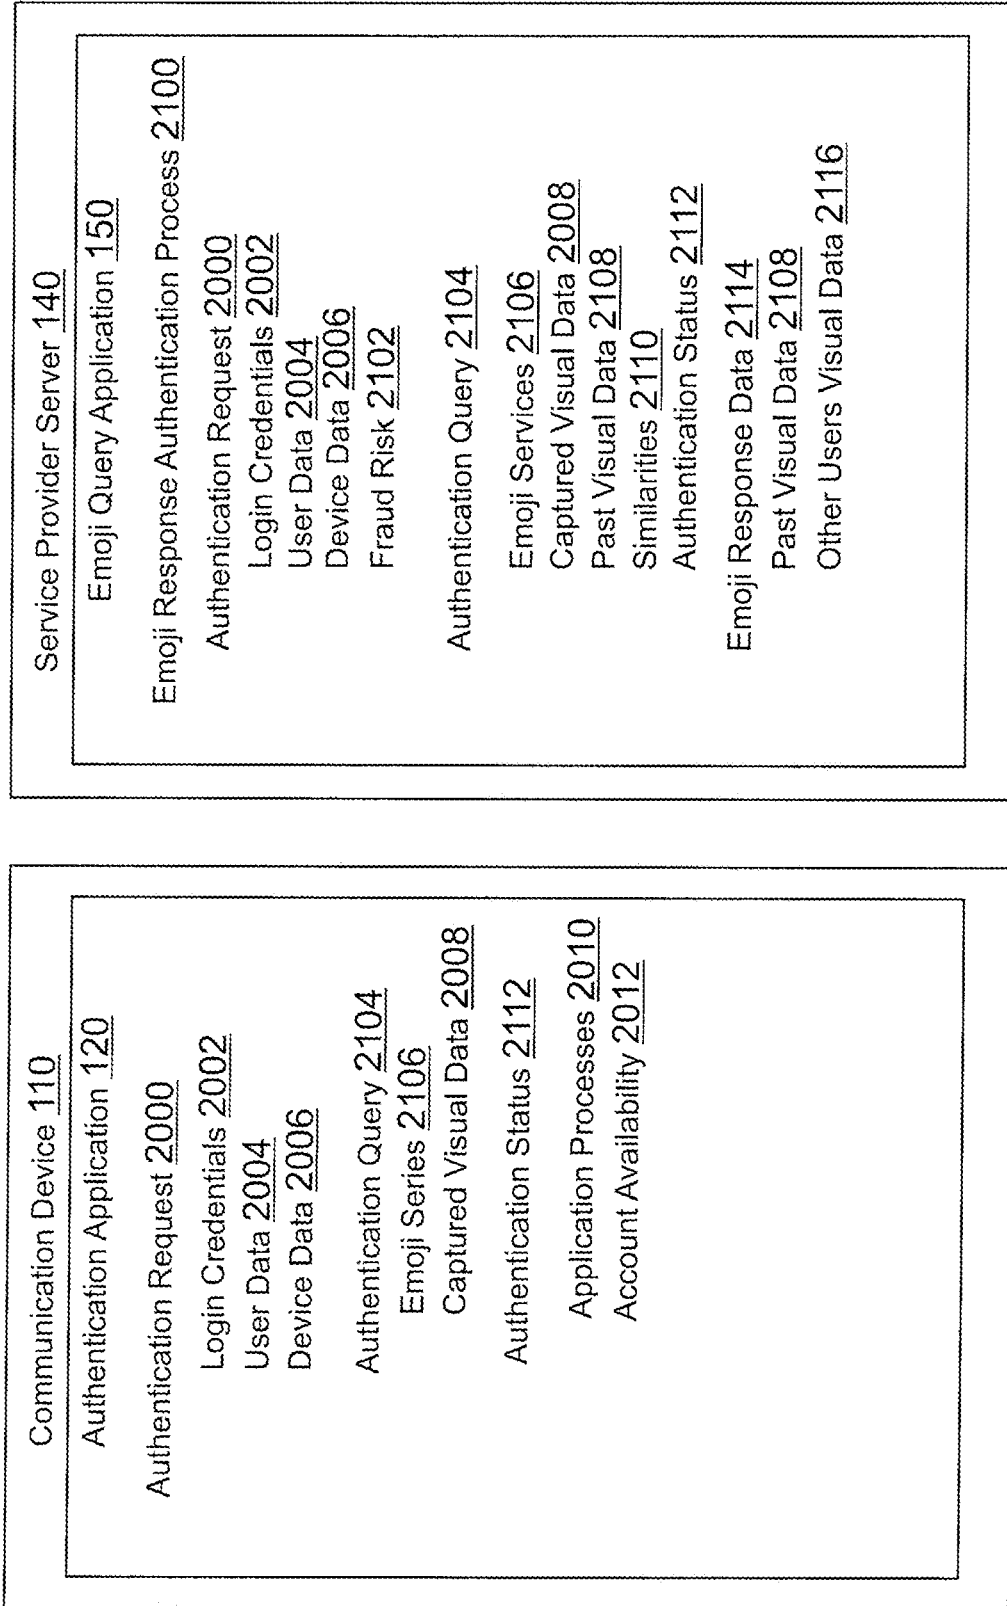 Communication Device 110
Authentication Application 120
Authentication Request 2000
Login Credentials 2002
User Data 2004
Device Data 2006
Authentication Query 2104
Emoji Series 2106
Captured Visual Data 2008
Authentication Status 2112
Application Processes 2010
Account Availability 2012
Service Provider Server 140
Emoji Query Application 150
Emoji Response Authentication Process 2100
Authentication Request 2000
Login Credentials 2002
User Data 2004
Device Data 2006
Fraud Risk 2102
Authentication Query 2104
Emoji Services 2106
Captured Visual Data 2008
Past Visual Data 2108
Similarities 2110
Authentication Status 2112
Emoji Response Data 2114
Past Visual Data 2108
Other Users Visual Data 2116